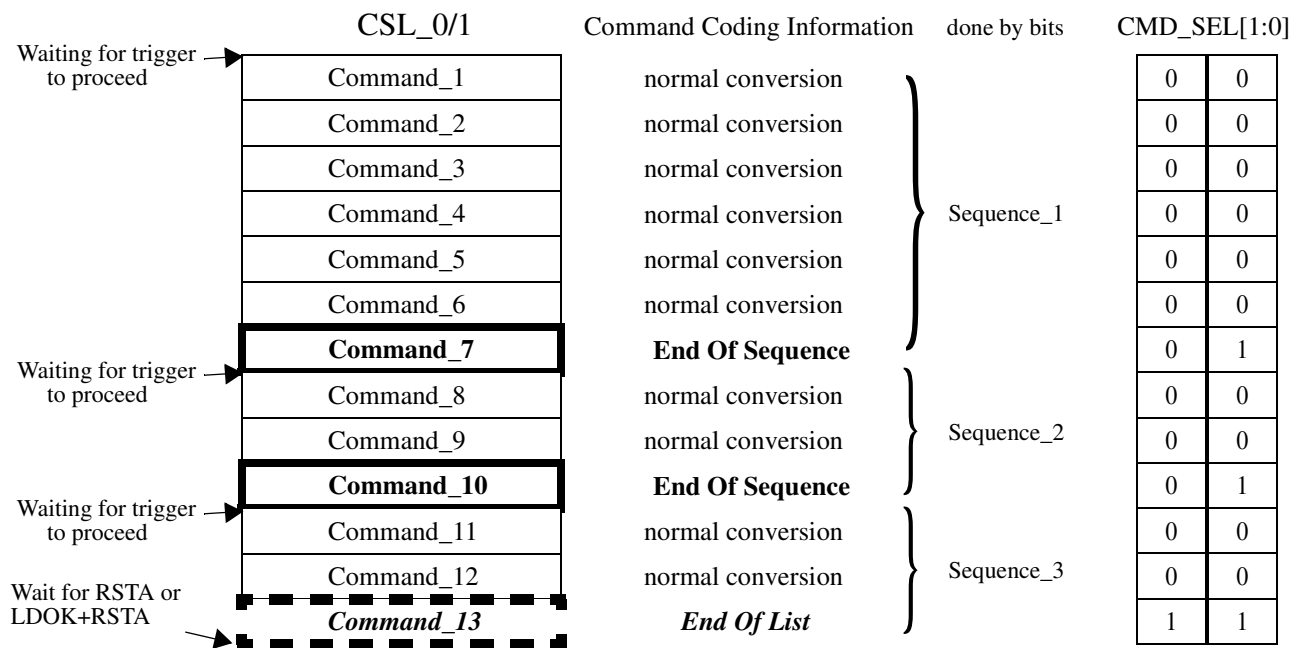 CSL_0/1 Command Coding Information done by bits CMD_SEL[1:0]
Waiting for trigger
to proceed
Command_1 normal conversion 0 0
Command_2 normal conversion 0 0
Command_3 normal conversion 0 0
Command_4 normal conversion Sequence_1 0 0
Command_5 normal conversion 0 0
Command_6 normal conversion 0 0
Command_7 End Of Sequence 0 1
Waiting for trigger
to proceed
Command_8 normal conversion 0 0
Command_9 normal conversion Sequence_2 0 0
Command_10 End Of Sequence 0 1
Waiting for trigger
to proceed
Command_11 normal conversion 0 0
Command_12 normal conversion Sequence_3 0 0
Wait for RSTA or
LDOK+RSTA
Command_13 End Of List 1 1